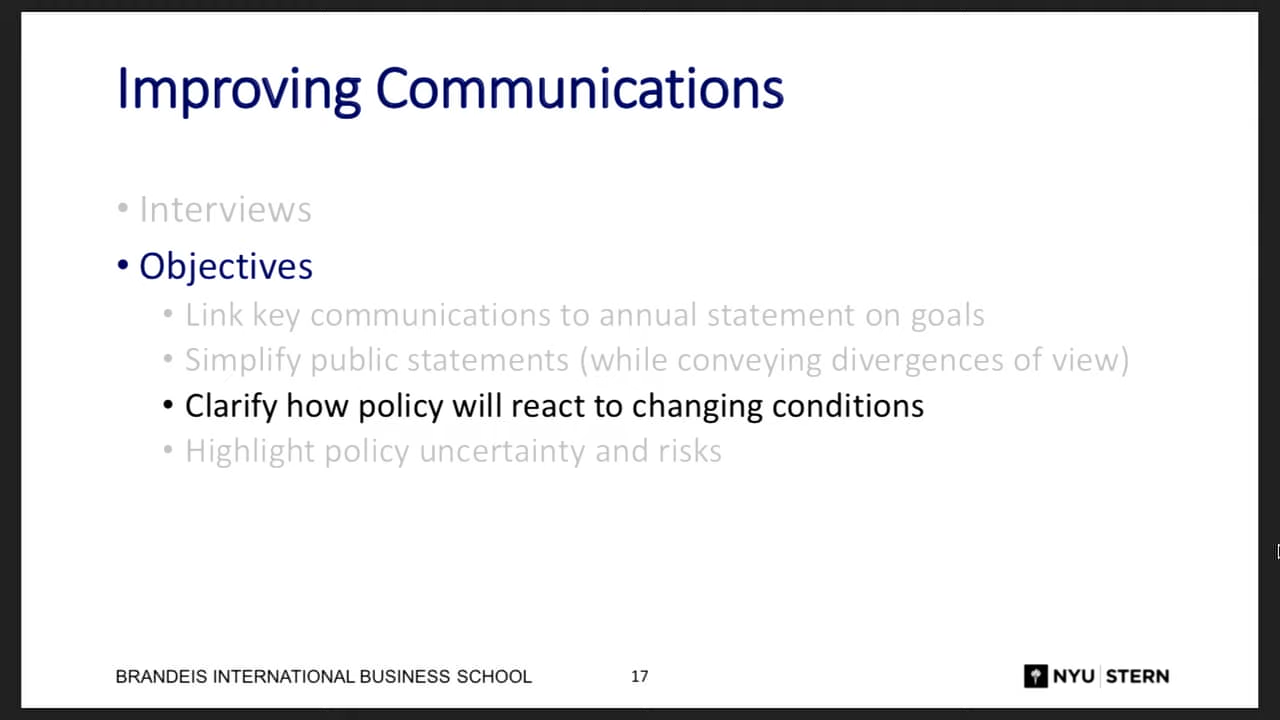 Improving Communications
• Interviews
• Objectives
• Link key communications to annual statement on goals
• Simplify public statements (while conveying divergences of view)
• Clarify how policy will react to changing conditions
• Highlight policy uncertainty and risks
BRANDEIS INTERNATIONAL BUSINESS SCHOOL 17 NYU STERN